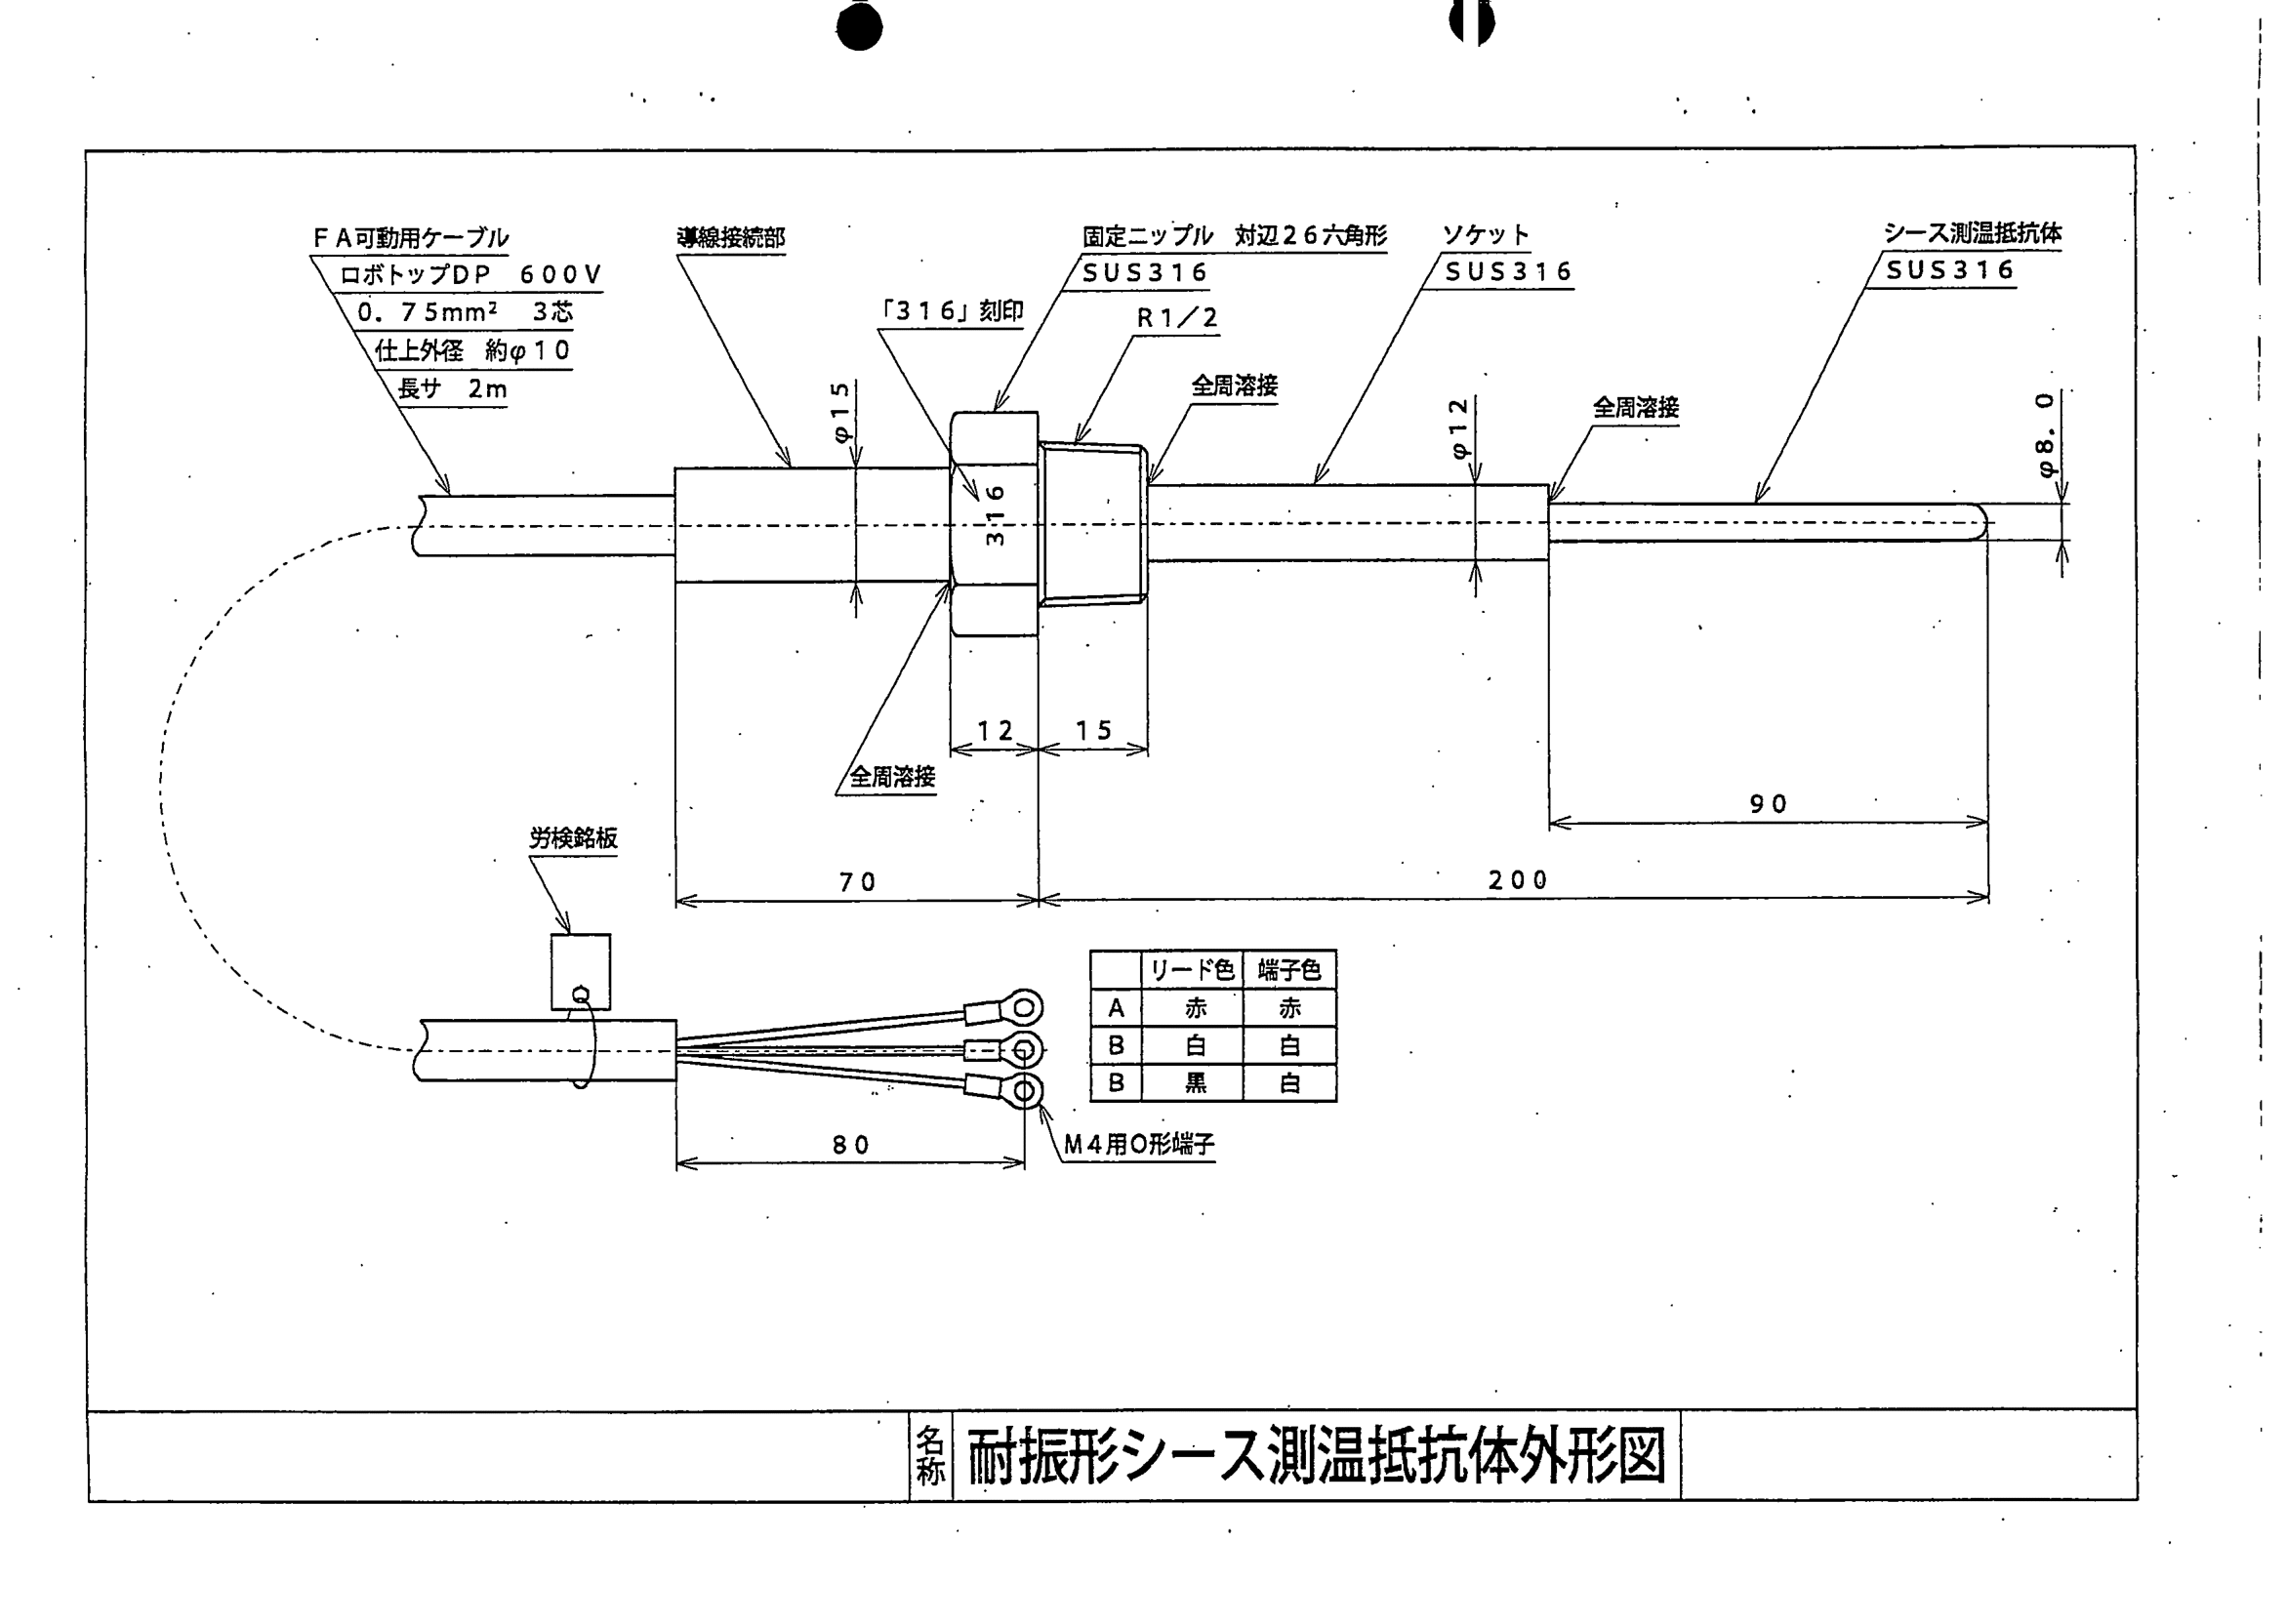 ＦＡ可動用ケーブル
ロボトップＤＰ　６００Ｖ
０．７５mm²　３芯
仕上外径　約φ１０
長サ　２ｍ
導線接続部
「３１６」刻印
固定ニップル　対辺２６六角形
ＳＵＳ３１６
Ｒ１／２
ソケット
ＳＵＳ３１６
シース測温抵抗体
ＳＵＳ３１６
全周溶接
全周溶接
φ１５
φ１２
φ８．０
３１６
１２
１５
全周溶接
９０
７０
２００
労検銘板
リード色　端子色
Ａ　赤　赤
Ｂ　白　白
Ｂ　黒　白
８０
Ｍ４用Ｏ形端子
名称
耐振形シース測温抵抗体外形図